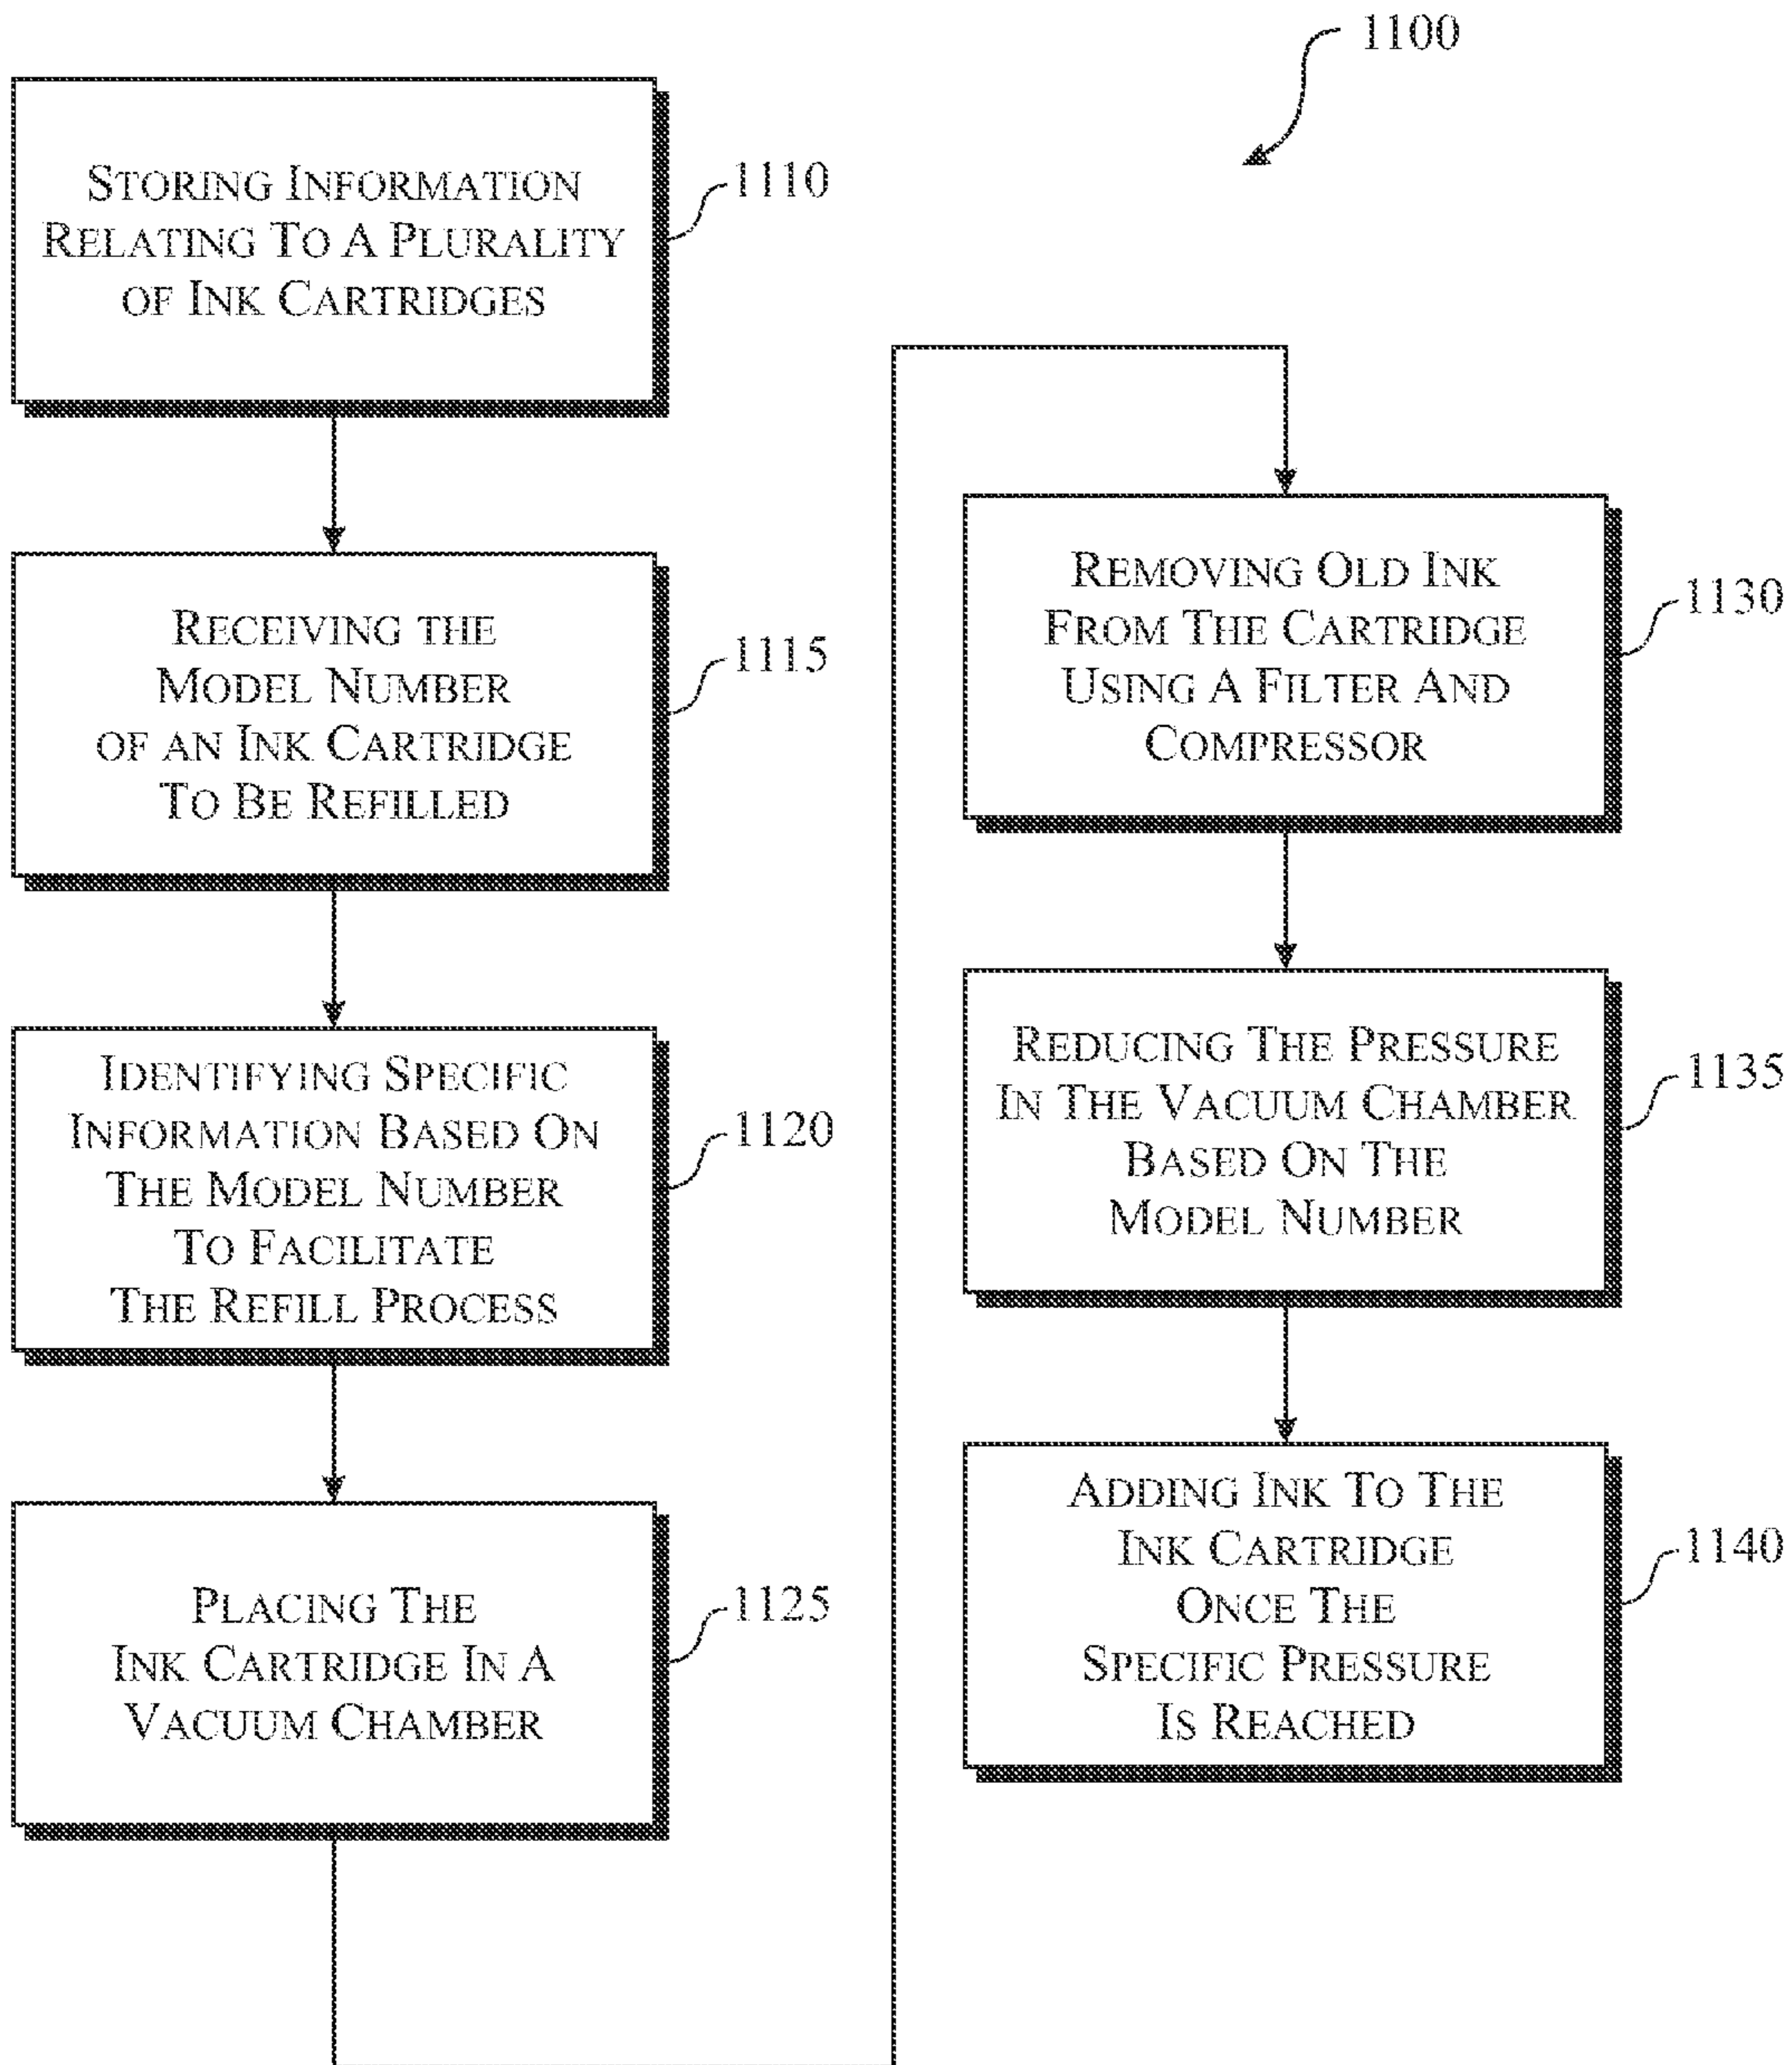 1100
STORING INFORMATION
RELATING TO A PLURALITY
OF INK CARTRIDGES
1110
RECEIVING THE
MODEL NUMBER
OF AN INK CARTRIDGE
TO BE REFILLED
1115
IDENTIFYING SPECIFIC
INFORMATION BASED ON
THE MODEL NUMBER
TO FACILITATE
THE REFILL PROCESS
1120
PLACING THE
INK CARTRIDGE IN A
VACUUM CHAMBER
1125
REMOVING OLD INK
FROM THE CARTRIDGE
USING A FILTER AND
COMPRESSOR
1130
REDUCING THE PRESSURE
IN THE VACUUM CHAMBER
BASED ON THE
MODEL NUMBER
1135
ADDING INK TO THE
INK CARTRIDGE
ONCE THE
SPECIFIC PRESSURE
IS REACHED
1140